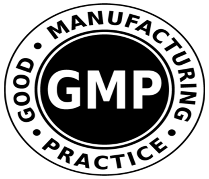 GOOD • MANUFACTURING • PRACTICE •
GMP